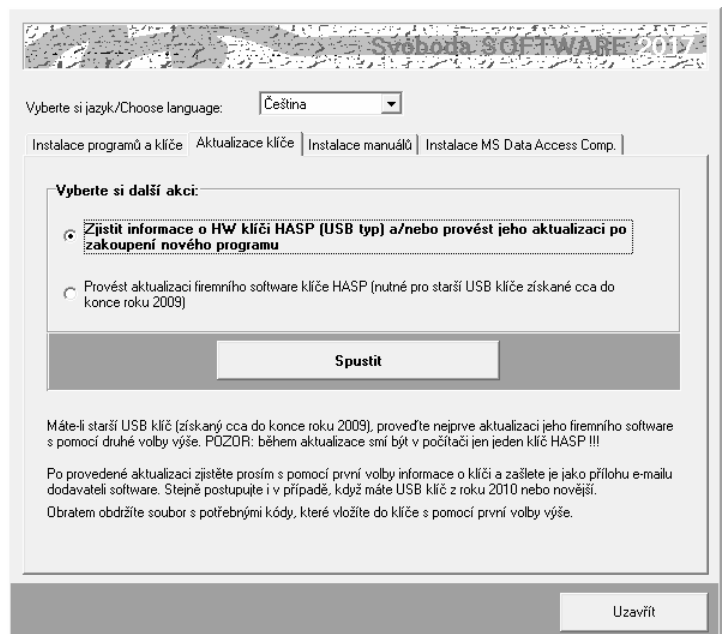 Svoboda SOFTWARE 2017
Vyberte si jazyk/Choose language:
Čeština
Instalace programů a klíče
Aktualizace klíče
Instalace manuálů
Instalace MS Data Access Comp.
Vyberte si další akci:
Zjistit informace o HW klíči HASP (USB typ) a/nebo provést jeho aktualizaci po
zakoupení nového programu
Provést aktualizaci firemního software klíče HASP (nutné pro starší USB klíče získané cca do
konce roku 2009)
Spustit
Máte-li starší USB klíč (získaný cca do konce roku 2009), proveďte nejprve aktualizaci jeho firemního software
s pomocí druhé volby výše. POZOR: během aktualizace smí být v počítači jen jeden klíč HASP !!!
Po provedené aktualizaci zjistěte prosím s pomocí první volby informace o klíči a zašlete je jako přílohu e-mailu
dodavateli software. Stejně postupujte i v případě, když máte USB klíč z roku 2010 nebo novější.
Obratem obdržíte soubor s potřebnými kódy, které vložíte do klíče s pomocí první volby výše.
Uzavřít